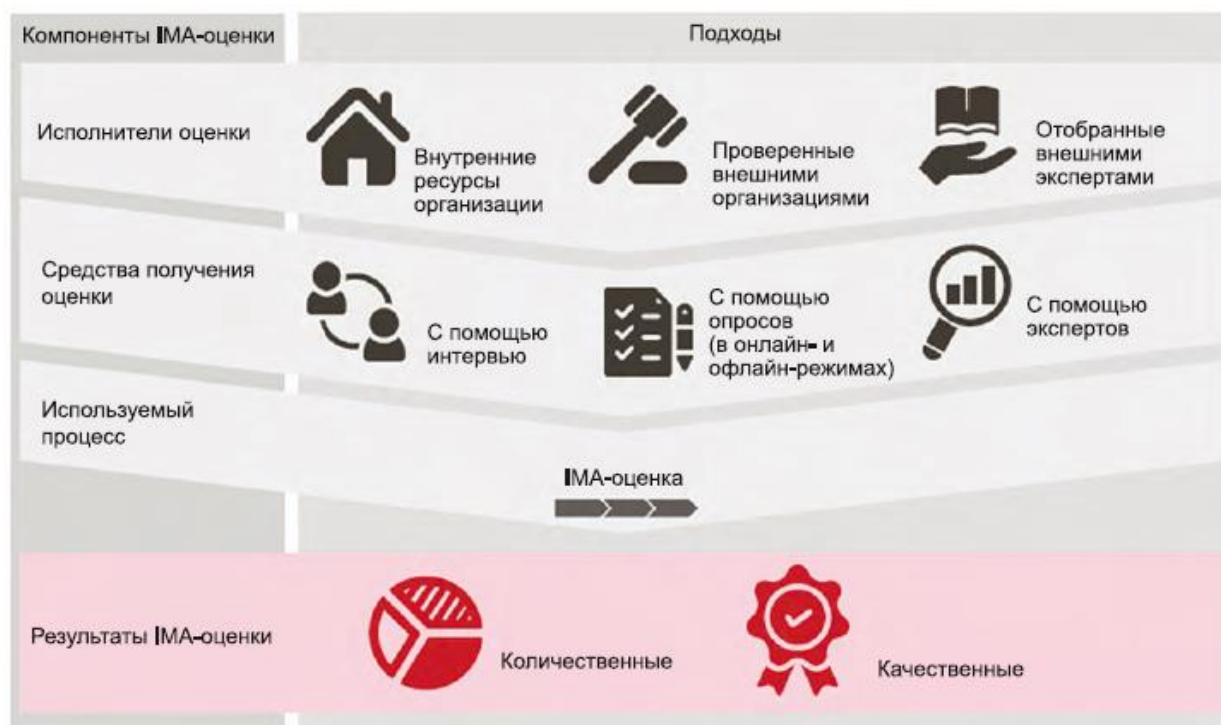 Компоненты IMA-оценки
Подходы
Исполнители оценки
Внутренние
ресурсы
организации
Проверенные
внешними
организациями
Отобранные
внешними
экспертами
Средства получения
оценки
С помощью
интервью
С помощью
опросов
(в онлайн- и
офлайн-режимах)
С помощью
экспертов
Используемый
процесс
IMA-оценка
Результаты IMA-оценки
Количественные
Качественные